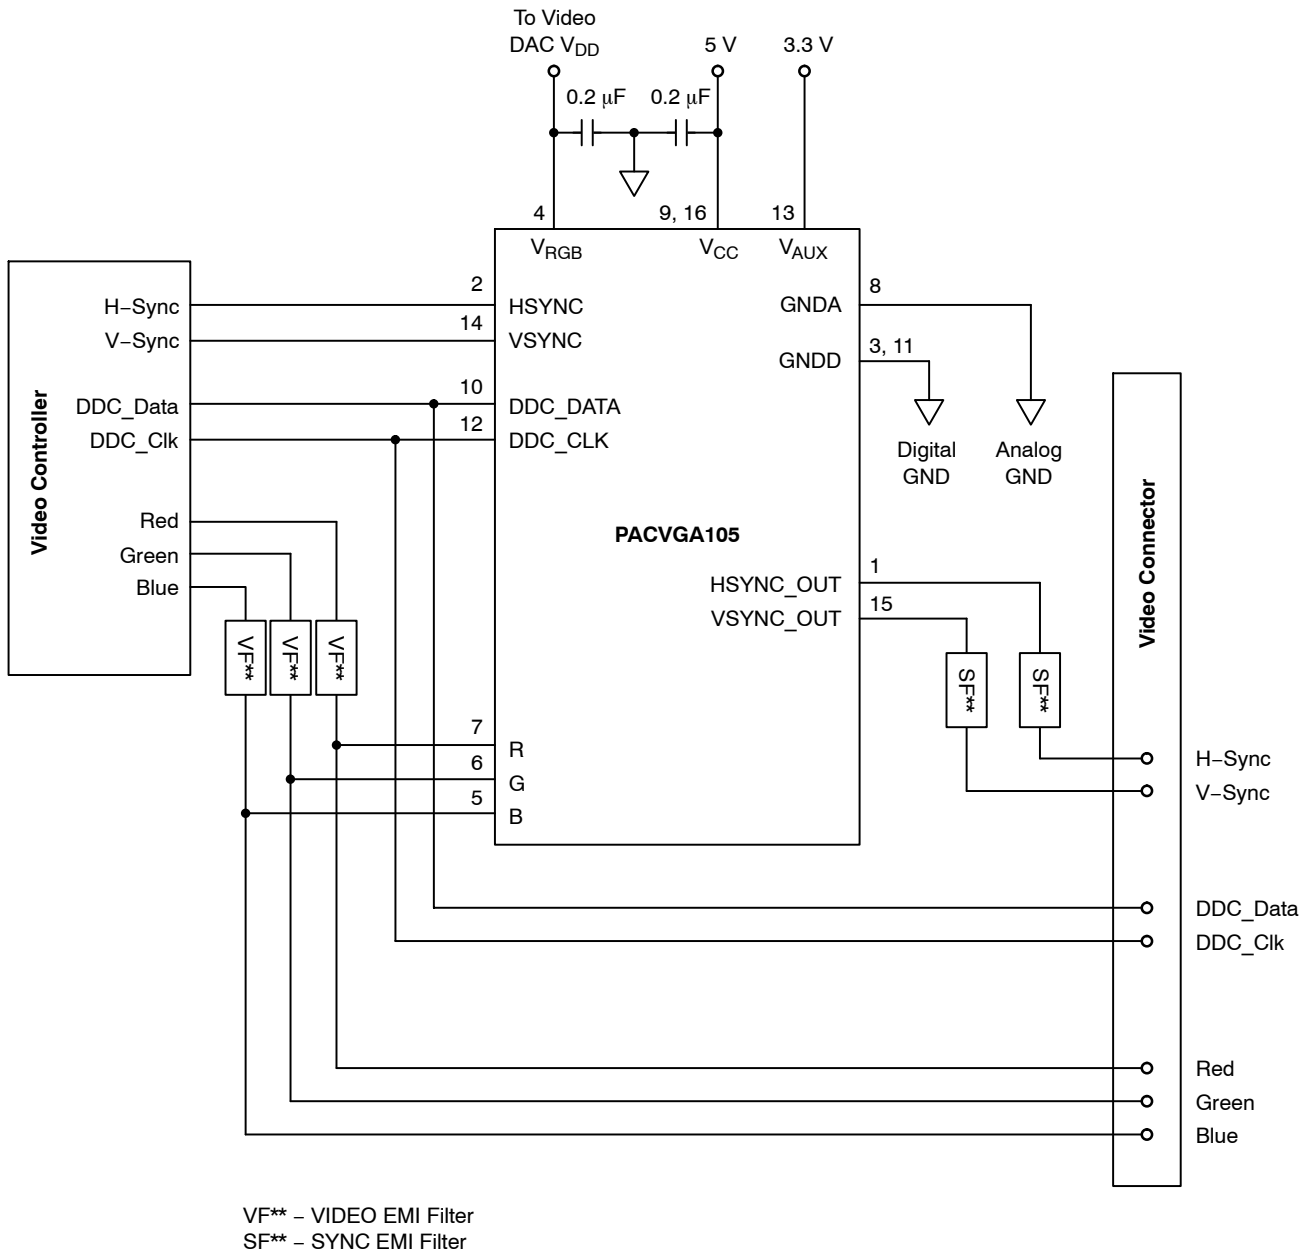 To Video
DAC VDD
5 V
3.3 V
0.2 μF
0.2 μF
4
9, 16
13
VRGB
VCC
VAUX
Video Controller
H–Sync
V–Sync
DDC_Data
DDC_Clk
Red
Green
Blue
2
14
10
12
HSYNC
VSYNC
DDC_DATA
DDC_CLK
GNDA
GNDD
8
3, 11
Digital
GND
Analog
GND
PACVGA105
HSYNC_OUT
VSYNC_OUT
1
15
VF**
VF**
VF**
SF**
SF**
7
6
5
R
G
B
Video Connector
H–Sync
V–Sync
DDC_Data
DDC_Clk
Red
Green
Blue
VF** – VIDEO EMI Filter
SF** – SYNC EMI Filter